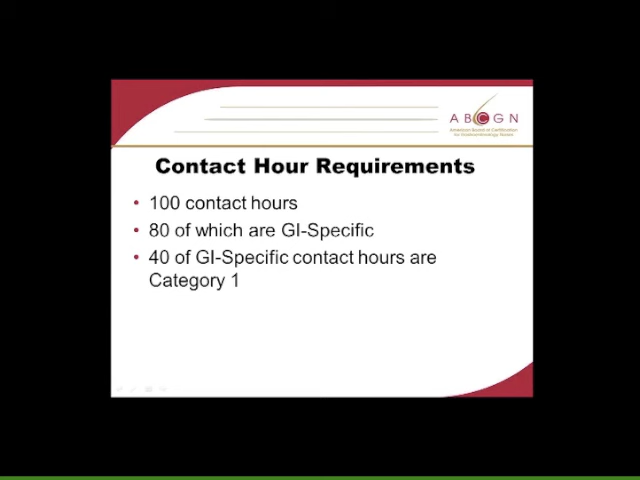 ABCGN
American Board of Certification
for Gastroenterology Nurses
Contact Hour Requirements
• 100 contact hours
• 80 of which are GI-Specific
• 40 of GI-Specific contact hours are
Category 1